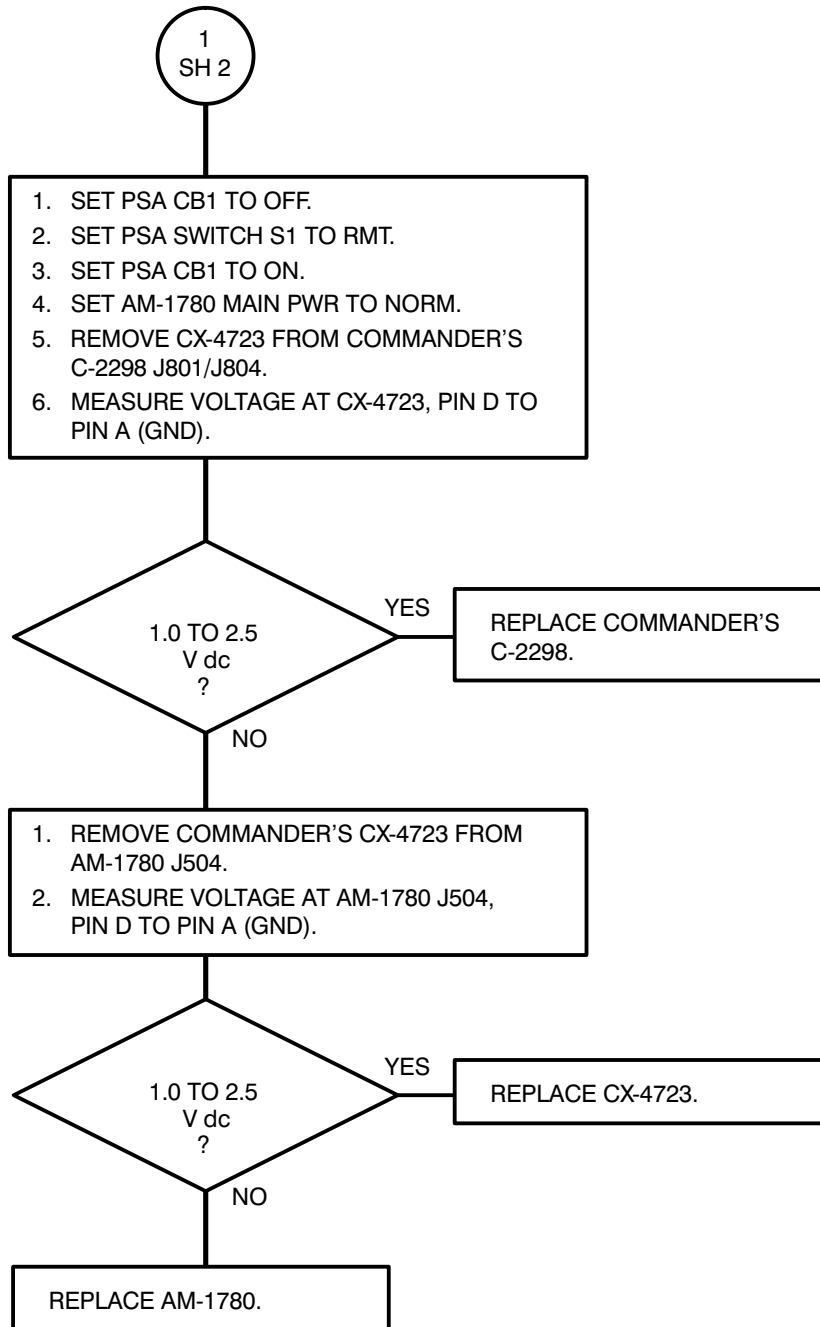 1
SH 2
1. SET PSA CB1 TO OFF.
2. SET PSA SWITCH S1 TO RMT.
3. SET PSA CB1 TO ON.
4. SET AM-1780 MAIN PWR TO NORM.
5. REMOVE CX-4723 FROM COMMANDER'S
C-2298 J801/J804.
6. MEASURE VOLTAGE AT CX-4723, PIN D TO
PIN A (GND).
1.0 TO 2.5
V dc
?
YES
REPLACE COMMANDER'S
C-2298.
NO
1. REMOVE COMMANDER'S CX-4723 FROM
AM-1780 J504.
2. MEASURE VOLTAGE AT AM-1780 J504,
PIN D TO PIN A (GND).
1.0 TO 2.5
V dc
?
YES
REPLACE CX-4723.
NO
REPLACE AM-1780.